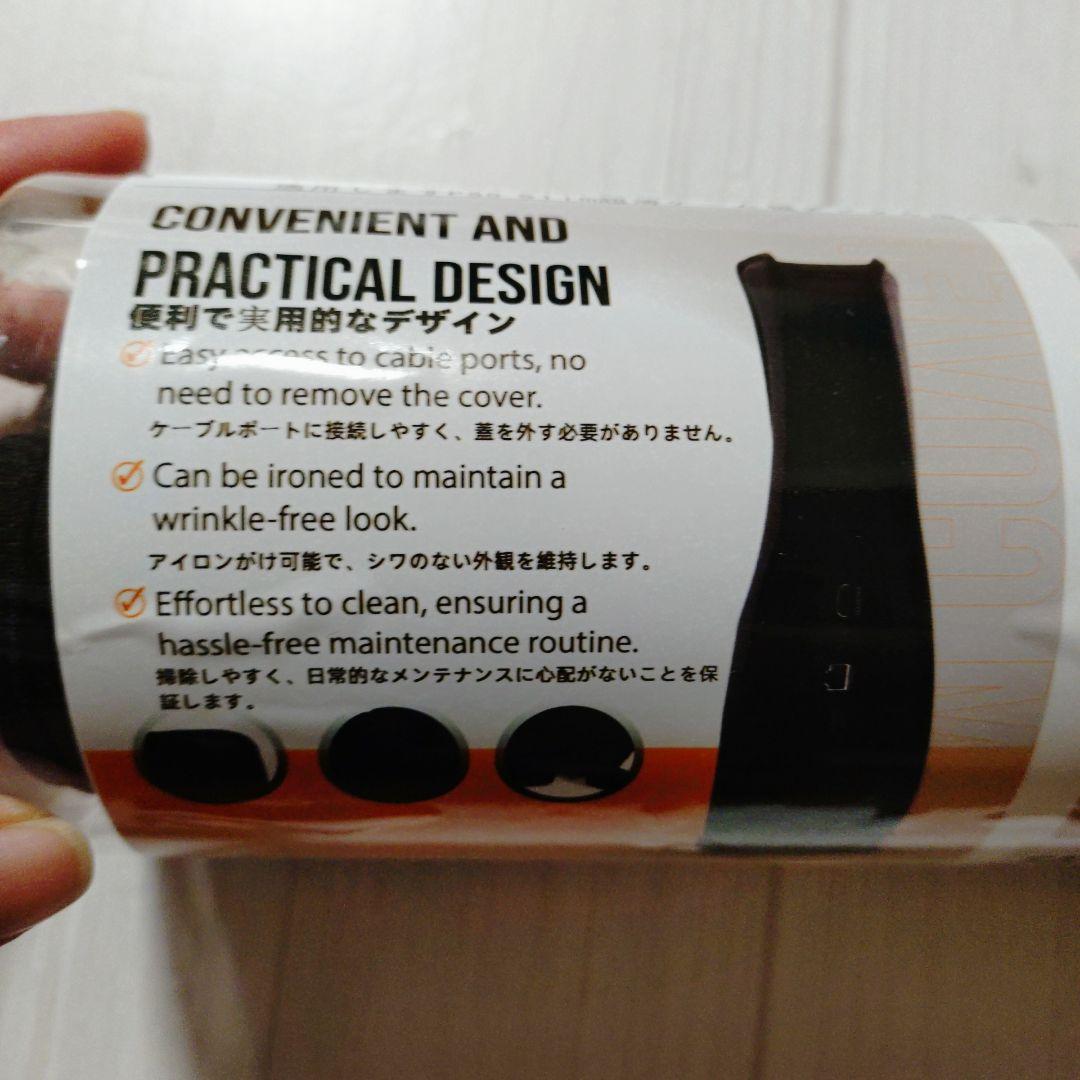 CONVENIENT AND
PRACTICAL DESIGN
便利で実用的なデザイン
Easy access to cable ports, no
need to remove the cover.
ケーブルポートに接続しやすく、蓋を外す必要がありません。
Can be ironed to maintain a
wrinkle-free look.
アイロンがけ可能で、シワのない外観を維持します。
Effortless to clean, ensuring a
hassle-free maintenance routine.
掃除しやすく、日常的なメンテナンスに心配がないことを保
証します。